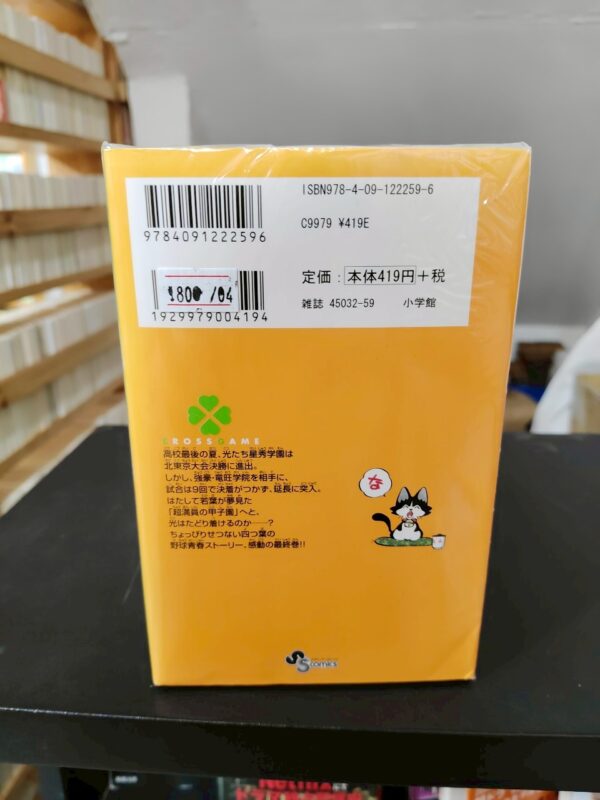 ISBN978-4-09-122259-6
9784091222596
C9979 ¥419E
定価：本体419円+税
/04
雑誌 45032-59 小学館
1929979004194
CROSS GAME
高校最後の夏、光たち星秀学園は
北東京大会決勝に進出。
しかし、強豪・竜旺学院を相手に、
試合は9回で決着がつかず、延長に突入。
はたして若葉が夢見た
「超満員の甲子園」へと、
光はたどり着けるのか——？
ちょっぴりせつない四つ葉の
野球青春ストーリー、感動の最終巻!!
な
S comics